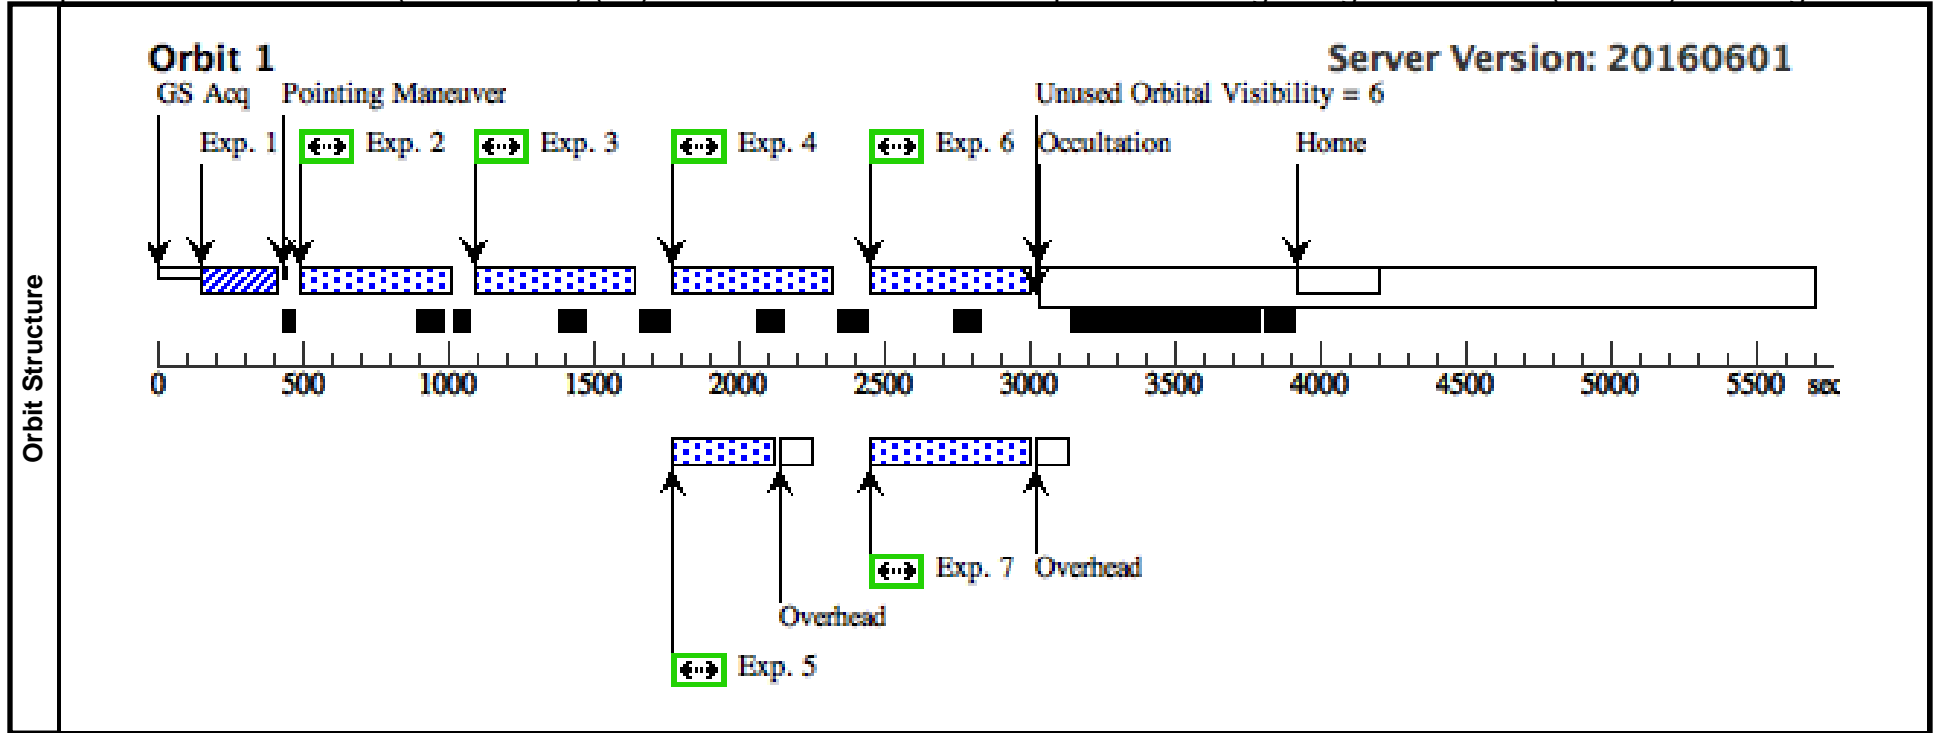 Orbit 1
Server Version: 20160601
GS Acq Pointing Maneuver Unused Orbital Visibility = 6
Exp. 1 Exp. 2 Exp. 3 Exp. 4 Exp. 6 Occultation Home
0 500 1000 1500 2000 2500 3000 3500 4000 4500 5000 5500 sec
Exp. 7 Overhead
Overhead
Exp. 5
Orbit Structure